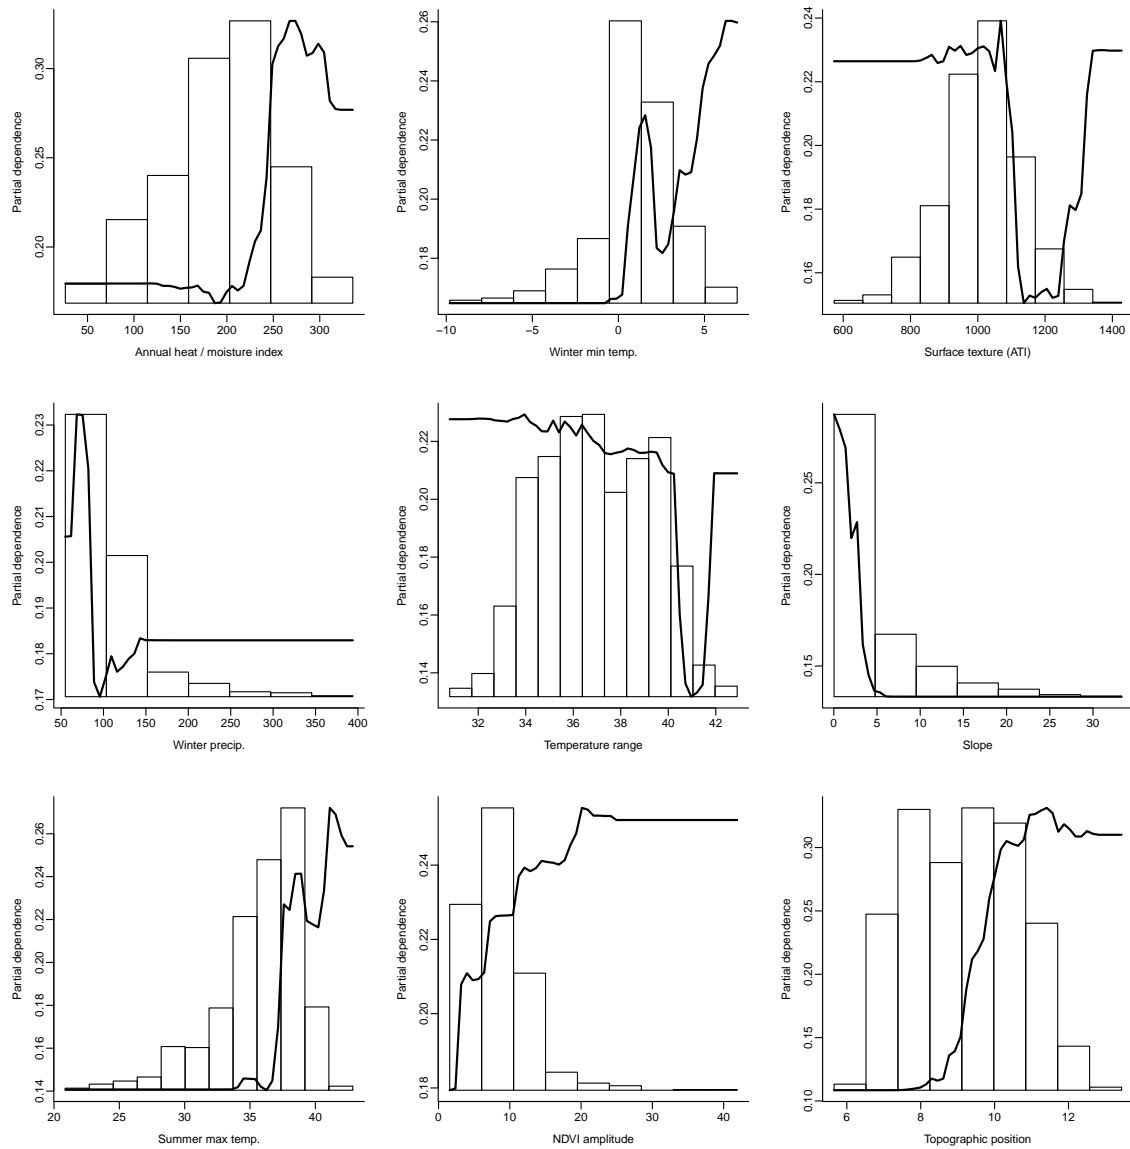 Partial dependence
0.20 0.25 0.30
50 100 150 200 250 300
Annual heat / moisture index
Partial dependence
0.18 0.20 0.22 0.24 0.26
−10 −5 0 5
Winter min temp.
Partial dependence
0.16 0.18 0.20 0.22 0.24
600 800 1000 1200 1400
Surface texture (ATI)
Partial dependence
0.17 0.18 0.19 0.20 0.21 0.22 0.23
50 100 150 200 250 300 350 400
Winter precip.
Partial dependence
0.14 0.16 0.18 0.20 0.22
32 34 36 38 40 42
Temperature range
Partial dependence
0.15 0.20 0.25
0 5 10 15 20 25 30
Slope
Partial dependence
0.14 0.16 0.18 0.20 0.22 0.24 0.26
20 25 30 35 40
Summer max temp.
Partial dependence
0.18 0.20 0.22 0.24
0 10 20 30 40
NDVI amplitude
Partial dependence
0.10 0.15 0.20 0.25 0.30
6 8 10 12
Topographic position